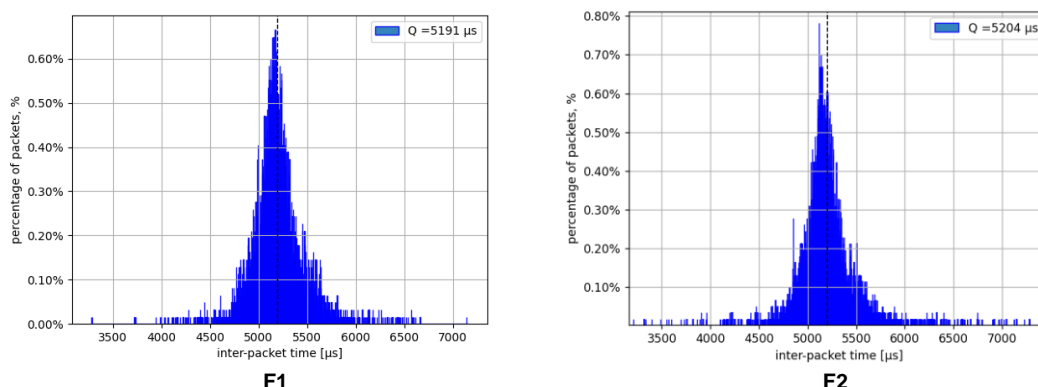 Q =5191 µs
0.60%
0.50%
0.40%
0.30%
0.20%
0.10%
0.00%
percentage of packets, %
3500 4000 4500 5000 5500 6000 6500 7000
inter-packet time [µs]
F1
Q =5204 µs
0.80%
0.70%
0.60%
0.50%
0.40%
0.30%
0.20%
0.10%
percentage of packets, %
3500 4000 4500 5000 5500 6000 6500 7000
inter-packet time [µs]
F2